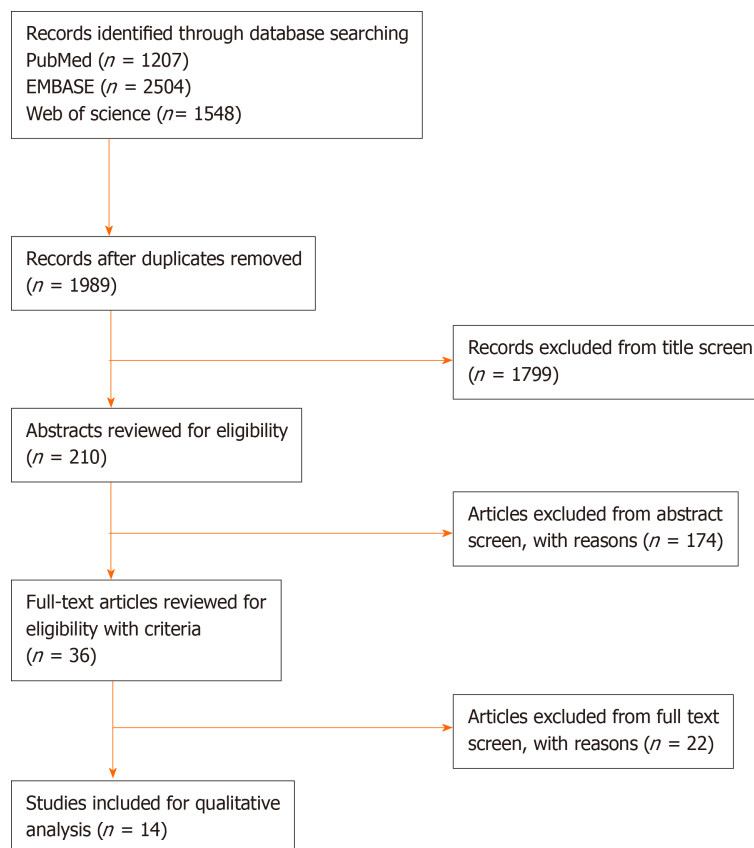 Records identified through database searching
PubMed (n = 1207)
EMBASE (n = 2504)
Web of science (n= 1548)
Records after duplicates removed
(n = 1989)
Records excluded from title screen
(n = 1799)
Abstracts reviewed for eligibility
(n = 210)
Articles excluded from abstract
screen, with reasons (n = 174)
Full-text articles reviewed for
eligibility with criteria
(n = 36)
Articles excluded from full text
screen, with reasons (n = 22)
Studies included for qualitative
analysis (n = 14)